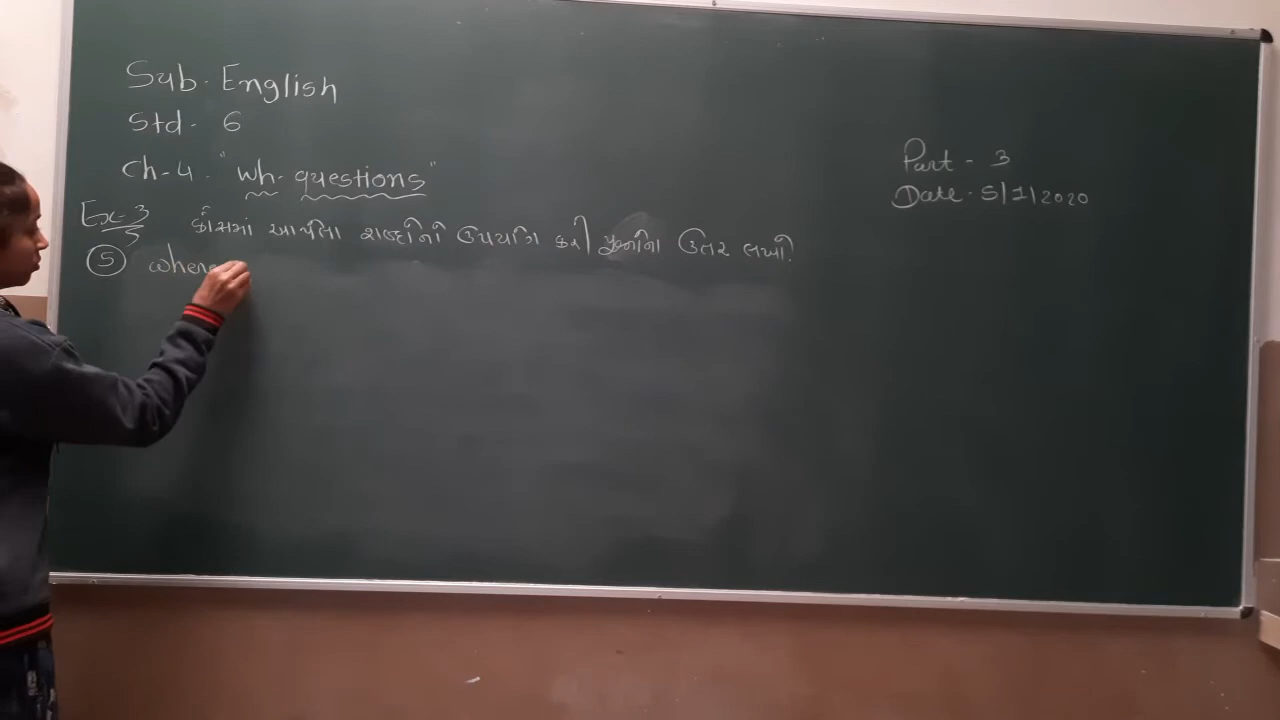 Sub. English
Std- 6
Ch-4. "Wh- questions"
Part - 3
Date - 5/1/2020
Ex-3 કૌંસમાં આપેલા શબ્દોનો ઉપયોગ કરી પ્રશ્નોના ઉત્તર લખો.
5 where